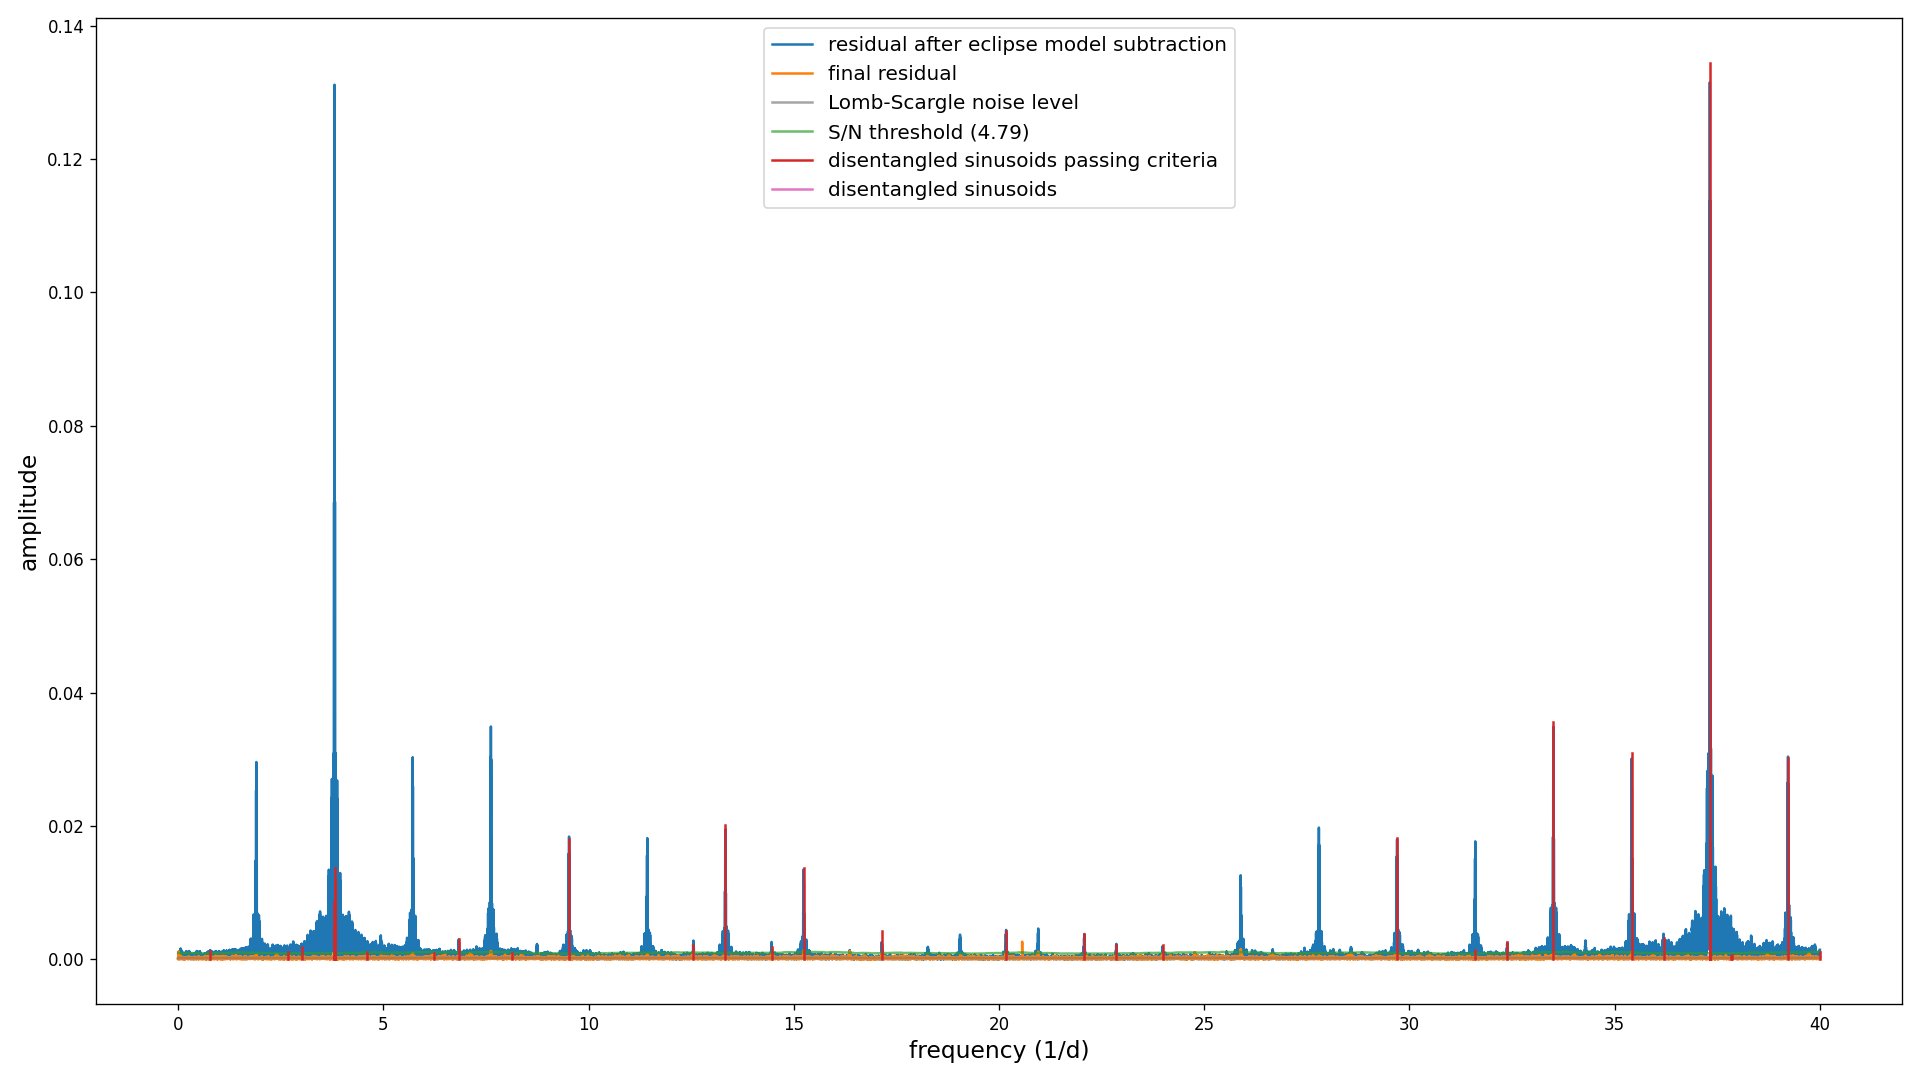 0.14
0.12
0.10
0.08
0.06
0.04
0.02
0.00
amplitude
residual after eclipse model subtraction
final residual
Lomb-Scargle noise level
S/N threshold (4.79)
disentangled sinusoids passing criteria
disentangled sinusoids
0 5 10 15 20 25 30 35 40
frequency (1/d)